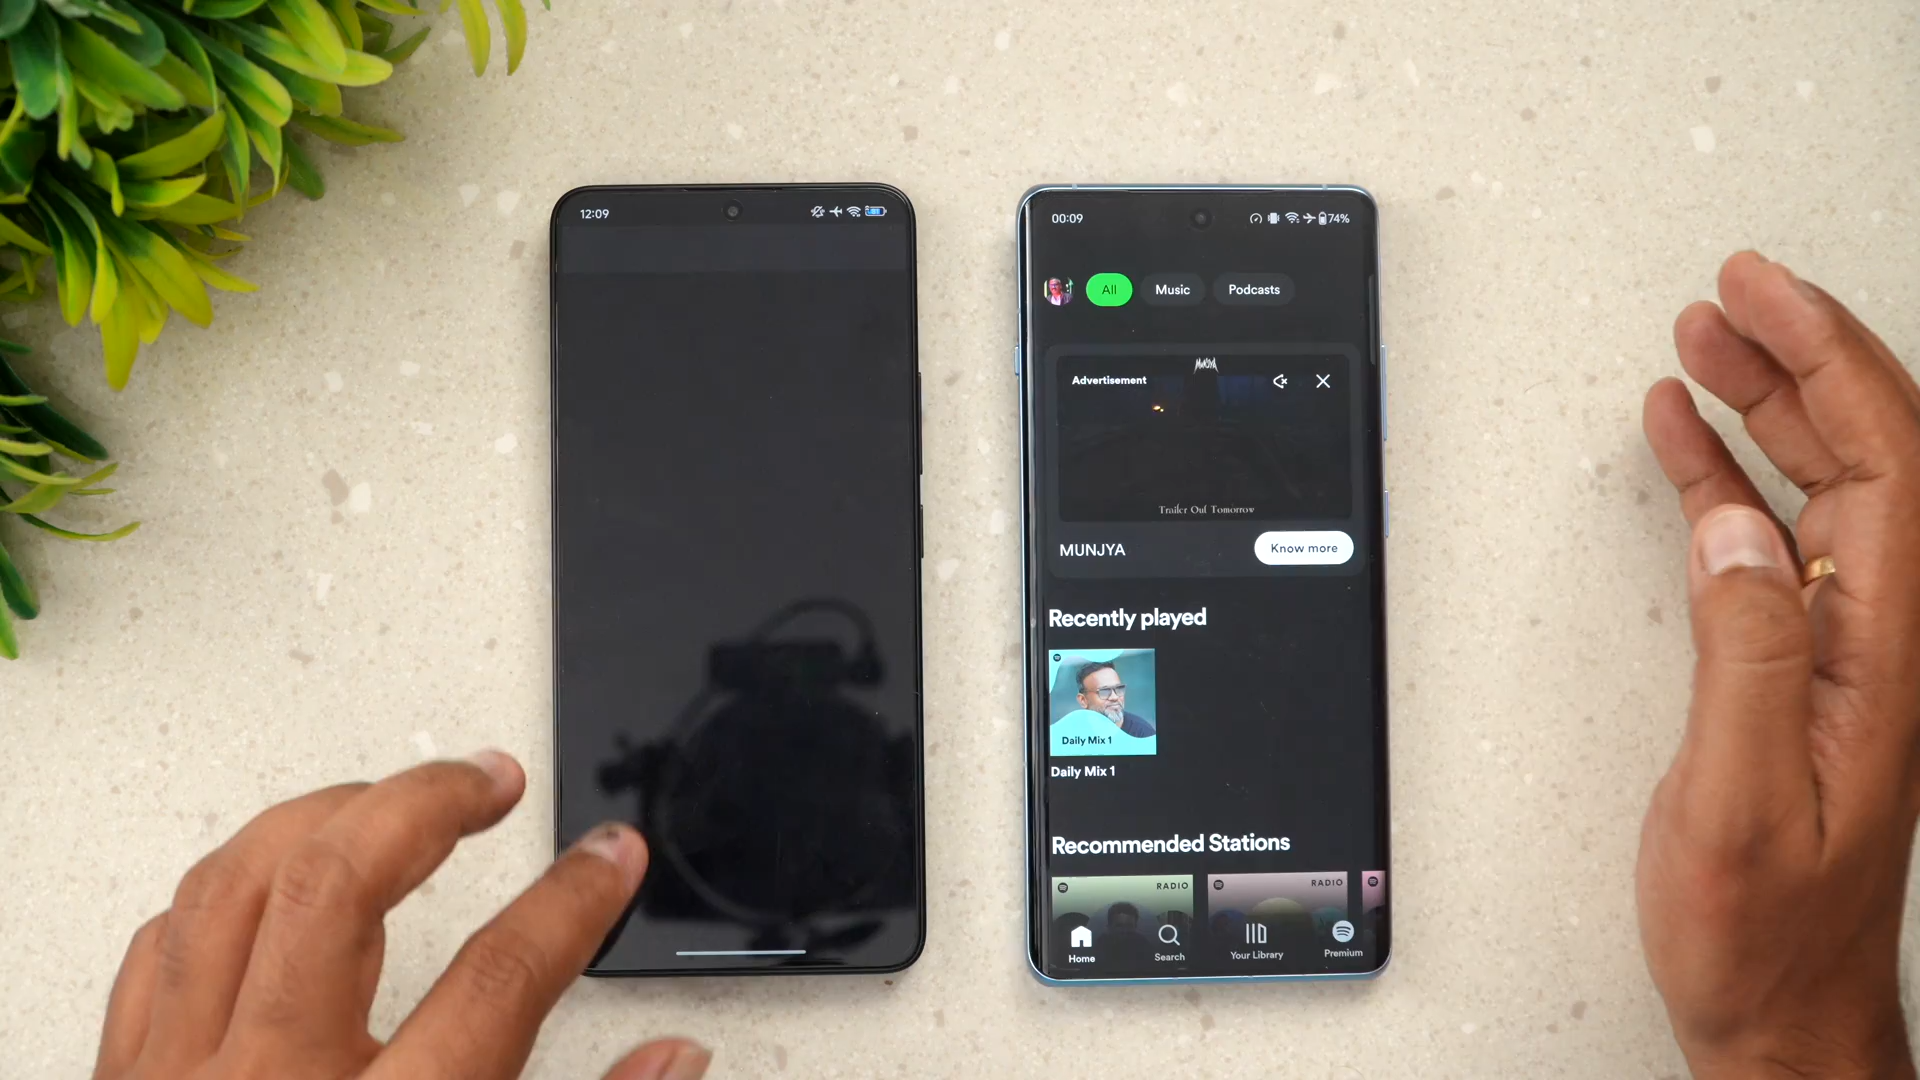 12:09
00:09
74%
All
Music
Podcasts
MUNJYA
Advertisement
Trailer Out Tomorrow
MUNJYA
Know more
Recently played
Daily Mix 1
Daily Mix 1
Recommended Stations
RADIO
RADIO
Home
Search
Your Library
Premium